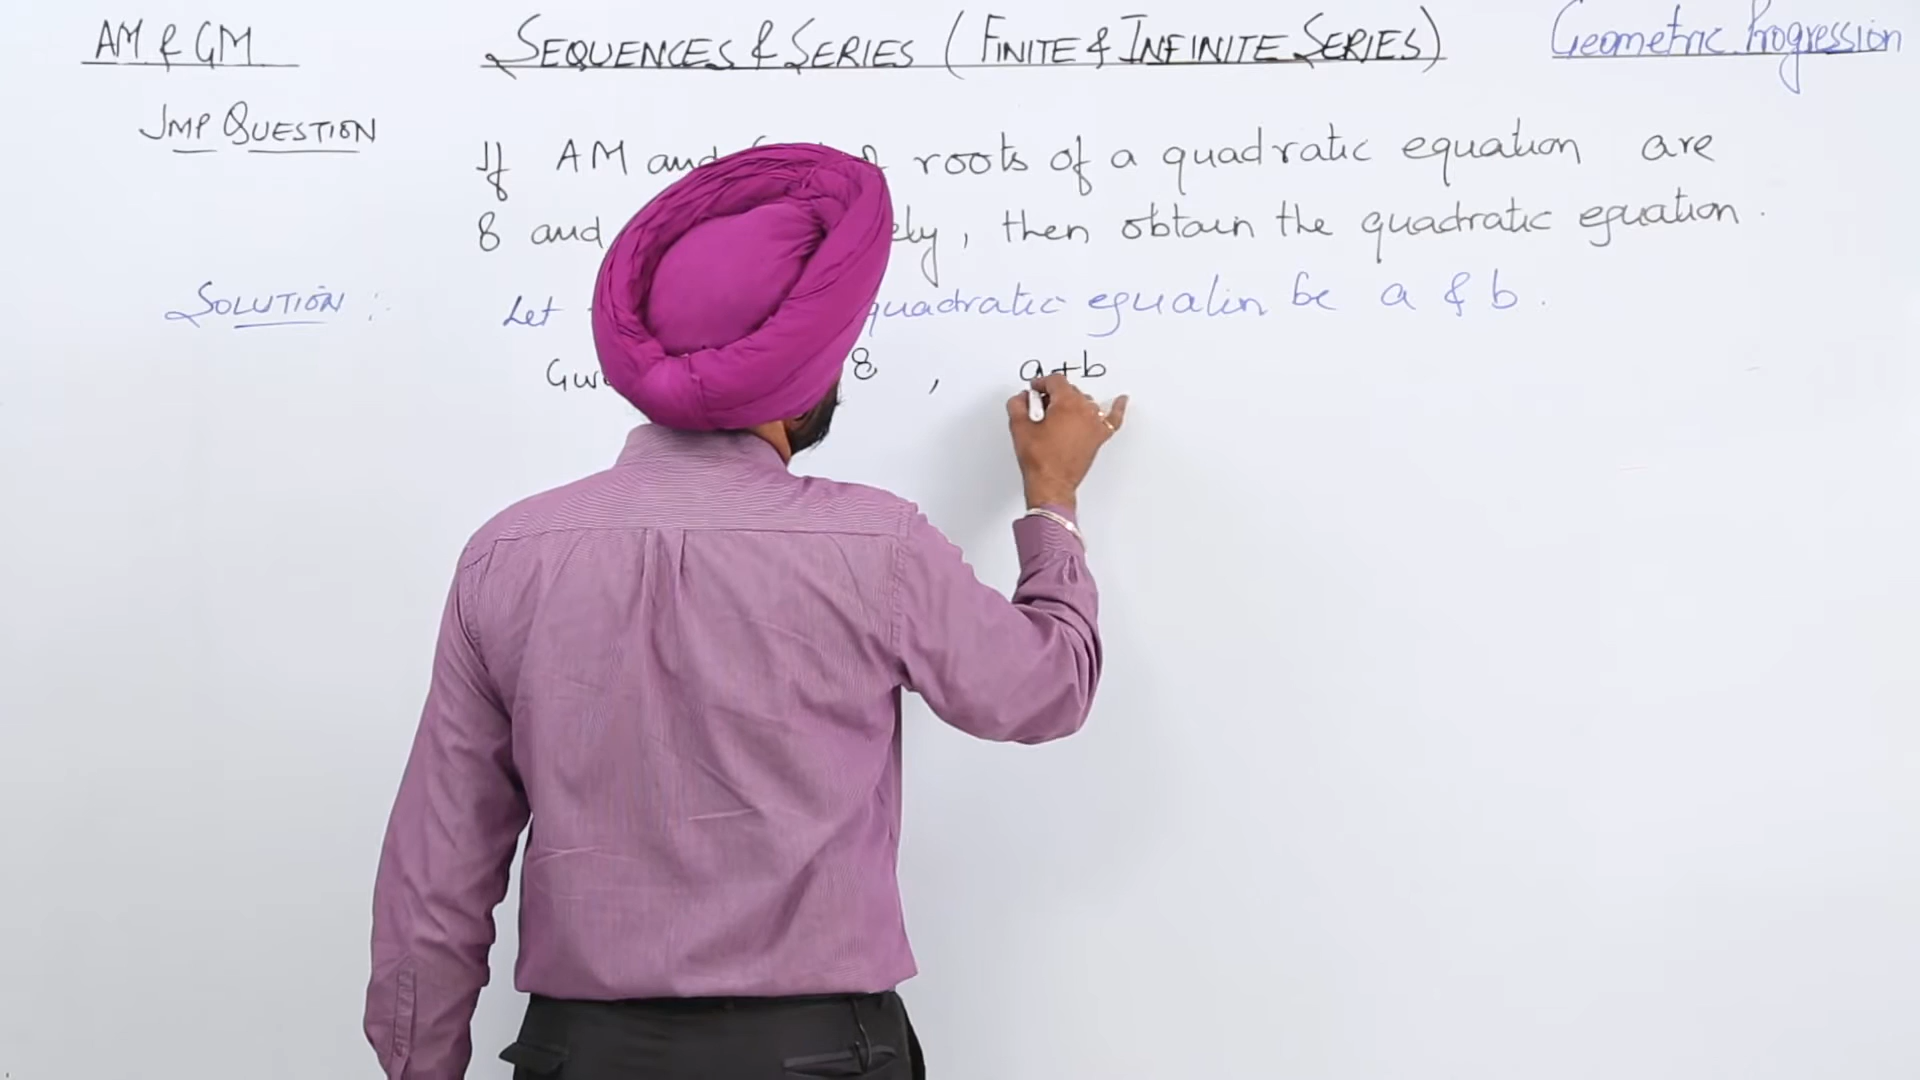 AM & GM
SEQUENCES & SERIES ( FINITE & INFINITE SERIES )
Geometric Progression
IMP QUESTION
If AM and roots of a quadratic equation are
8 and , then obtain the quadratic equation .
SOLUTION :- Let quadratic equation be a & b .
8 , a+b